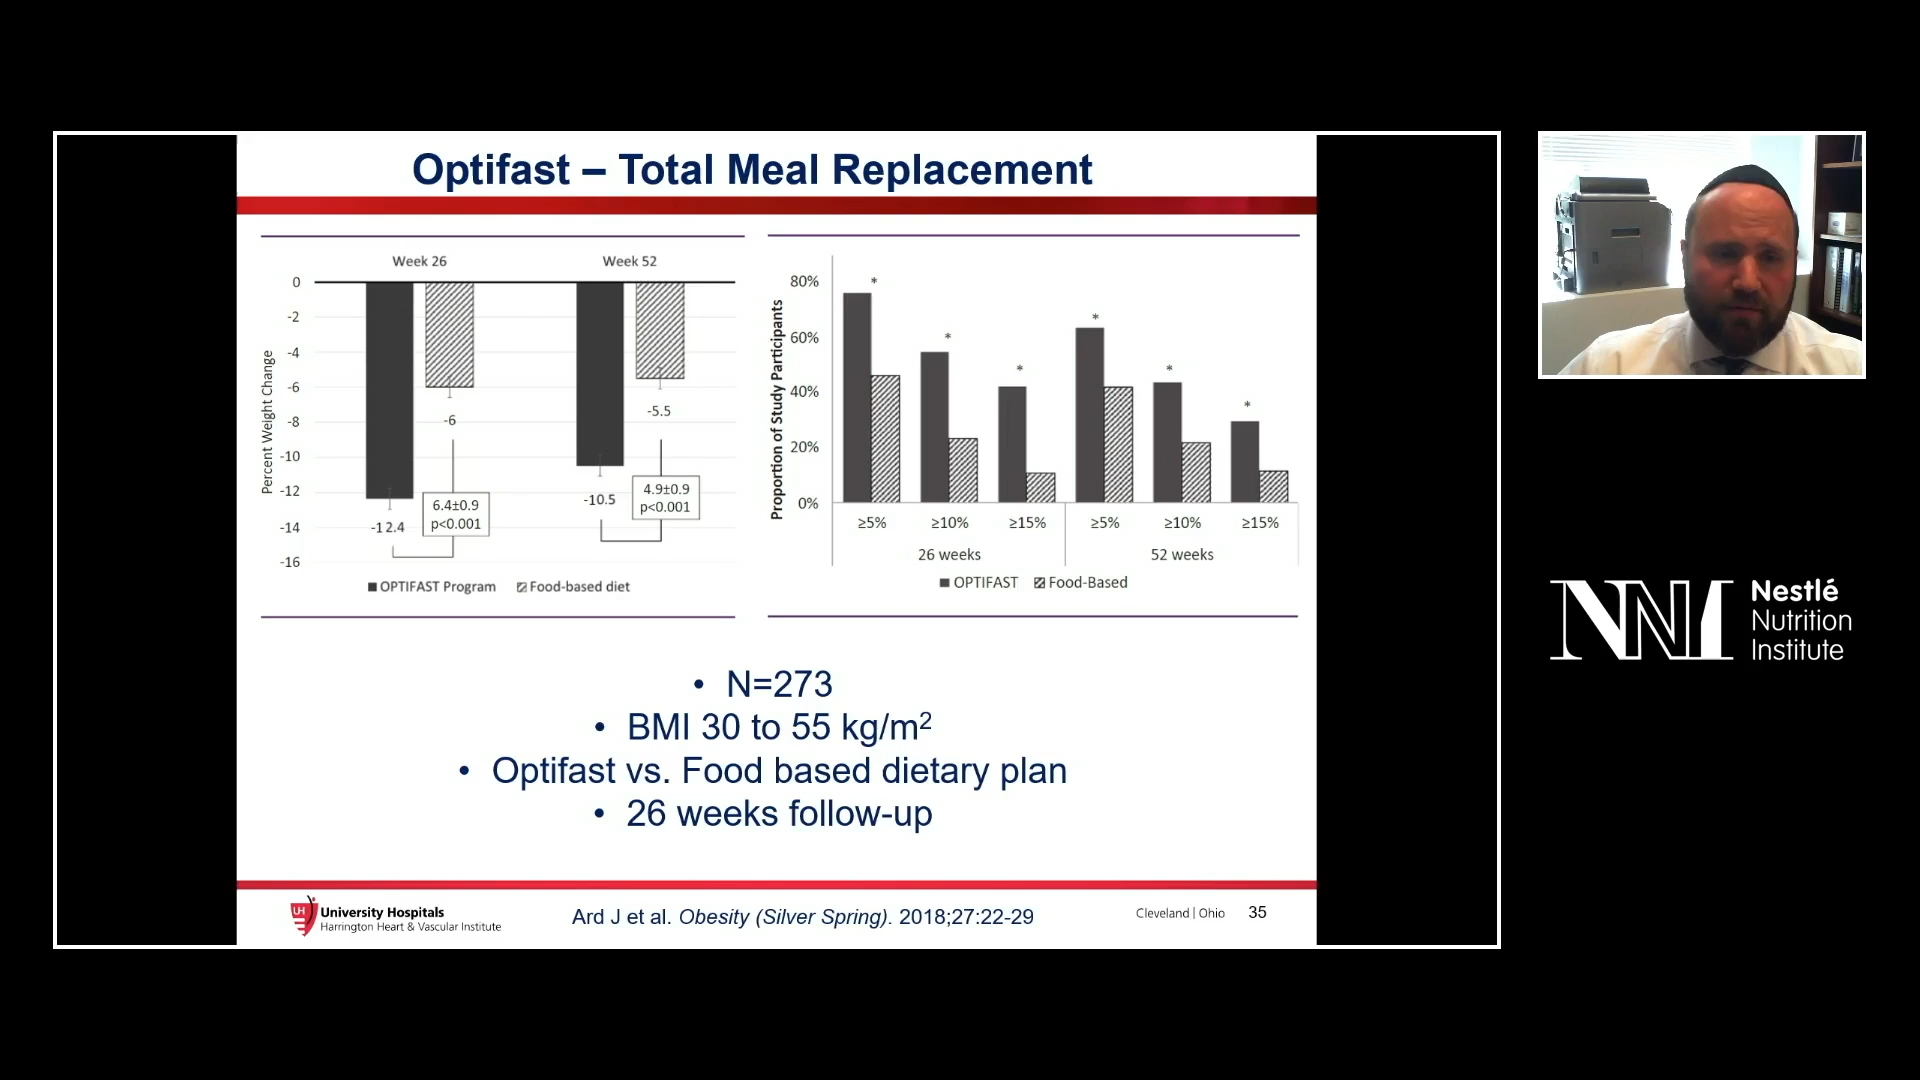 Optifast – Total Meal Replacement
Week 26
Week 52
0
-2
-4
-6
-8
-10
-12
-14
-16
Percent Weight Change
-6
-5.5
-12.4
-10.5
6.4±0.9
p<0.001
4.9±0.9
p<0.001
OPTIFAST Program
Food-based diet
Proportion of Study Participants
80%
60%
40%
20%
0%
*
*
*
*
*
*
≥5% ≥10% ≥15% ≥5% ≥10% ≥15%
26 weeks 52 weeks
OPTIFAST Food-Based
• N=273
• BMI 30 to 55 kg/m²
• Optifast vs. Food based dietary plan
• 26 weeks follow-up
UH
University Hospitals
Harrington Heart & Vascular Institute
Ard J et al. Obesity (Silver Spring). 2018;27:22-29
Cleveland | Ohio 35
NNI
Nestlé
Nutrition
Institute